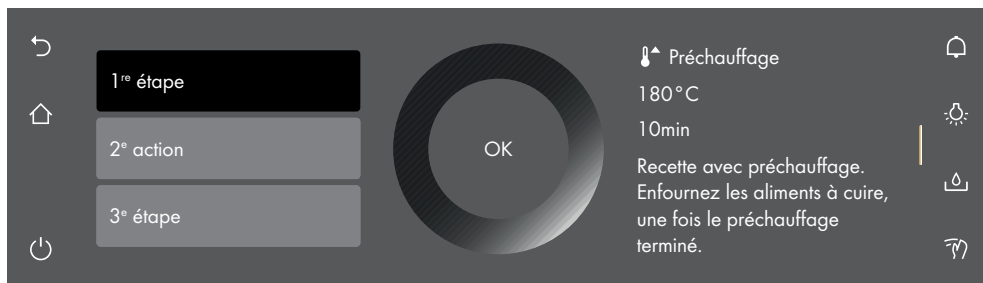 1re étape
2e action
3e étape
OK
Préchauffage
180°C
10min
Recette avec préchauffage.
Enfournez les aliments à cuire,
une fois le préchauffage
terminé.